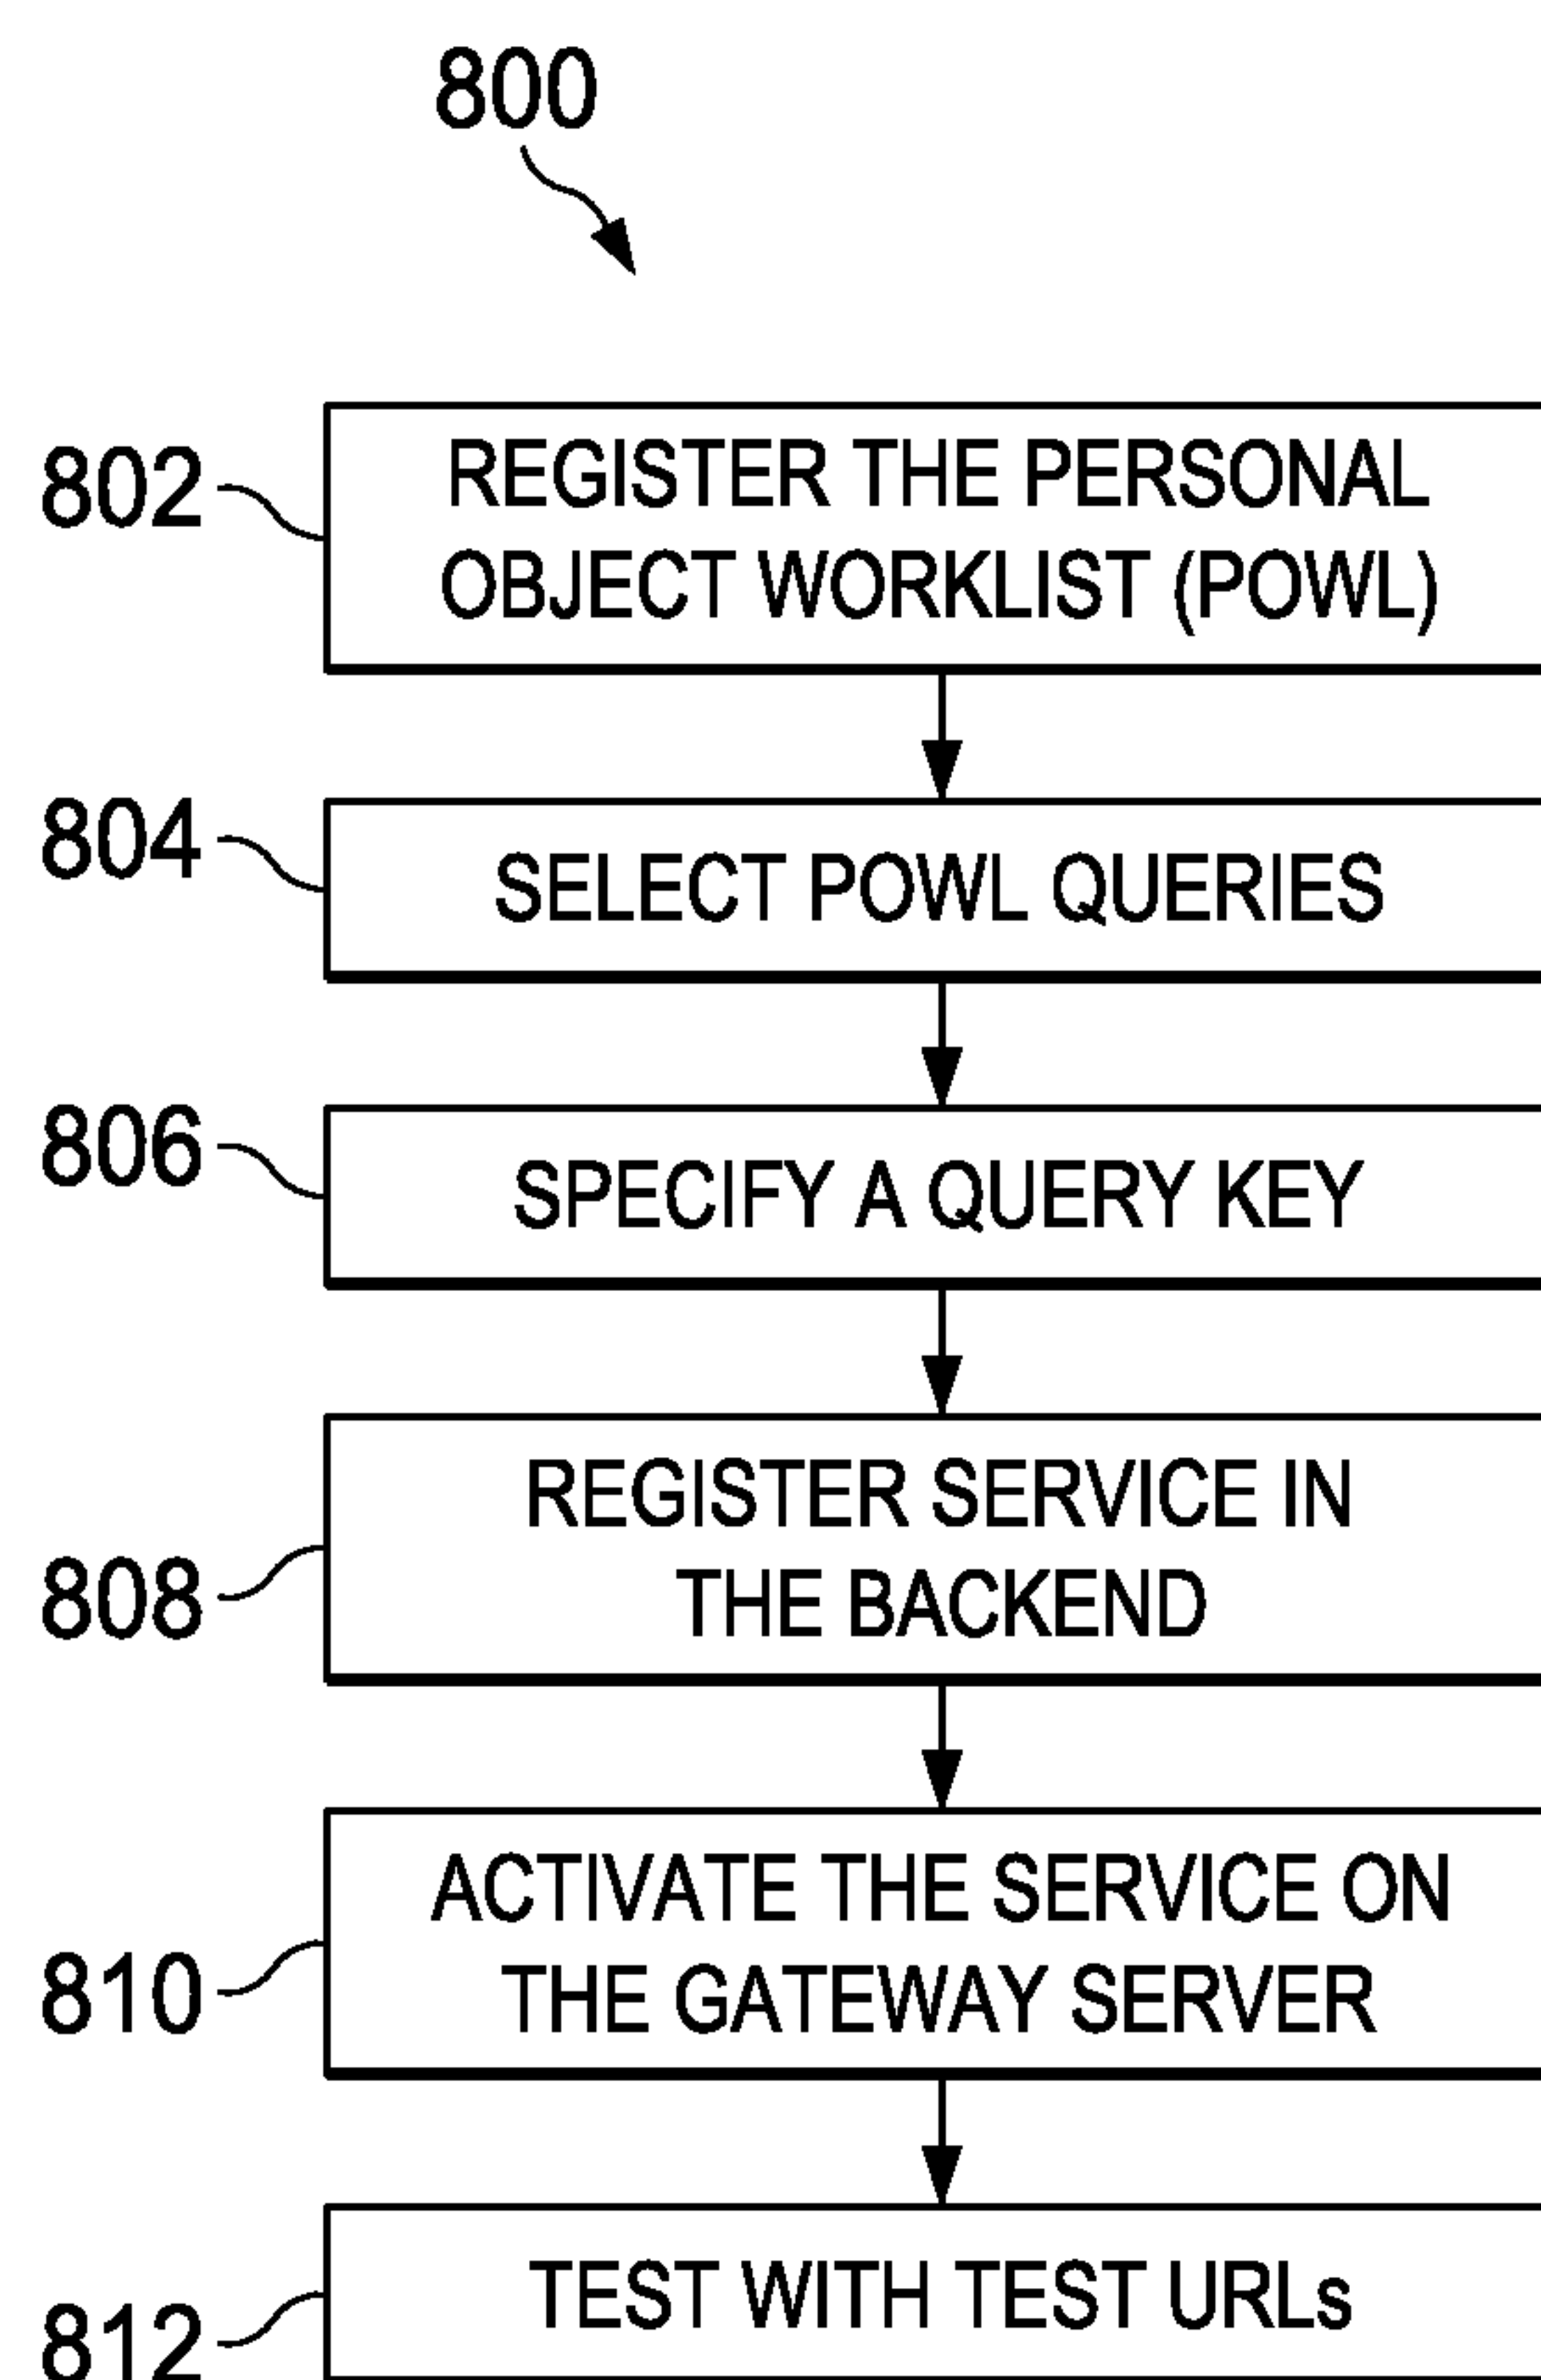 800
802
REGISTER THE PERSONAL
OBJECT WORKLIST (POWL)
804
SELECT POWL QUERIES
806
SPECIFY A QUERY KEY
808
REGISTER SERVICE IN
THE BACKEND
810
ACTIVATE THE SERVICE ON
THE GATEWAY SERVER
812
TEST WITH TEST URLs